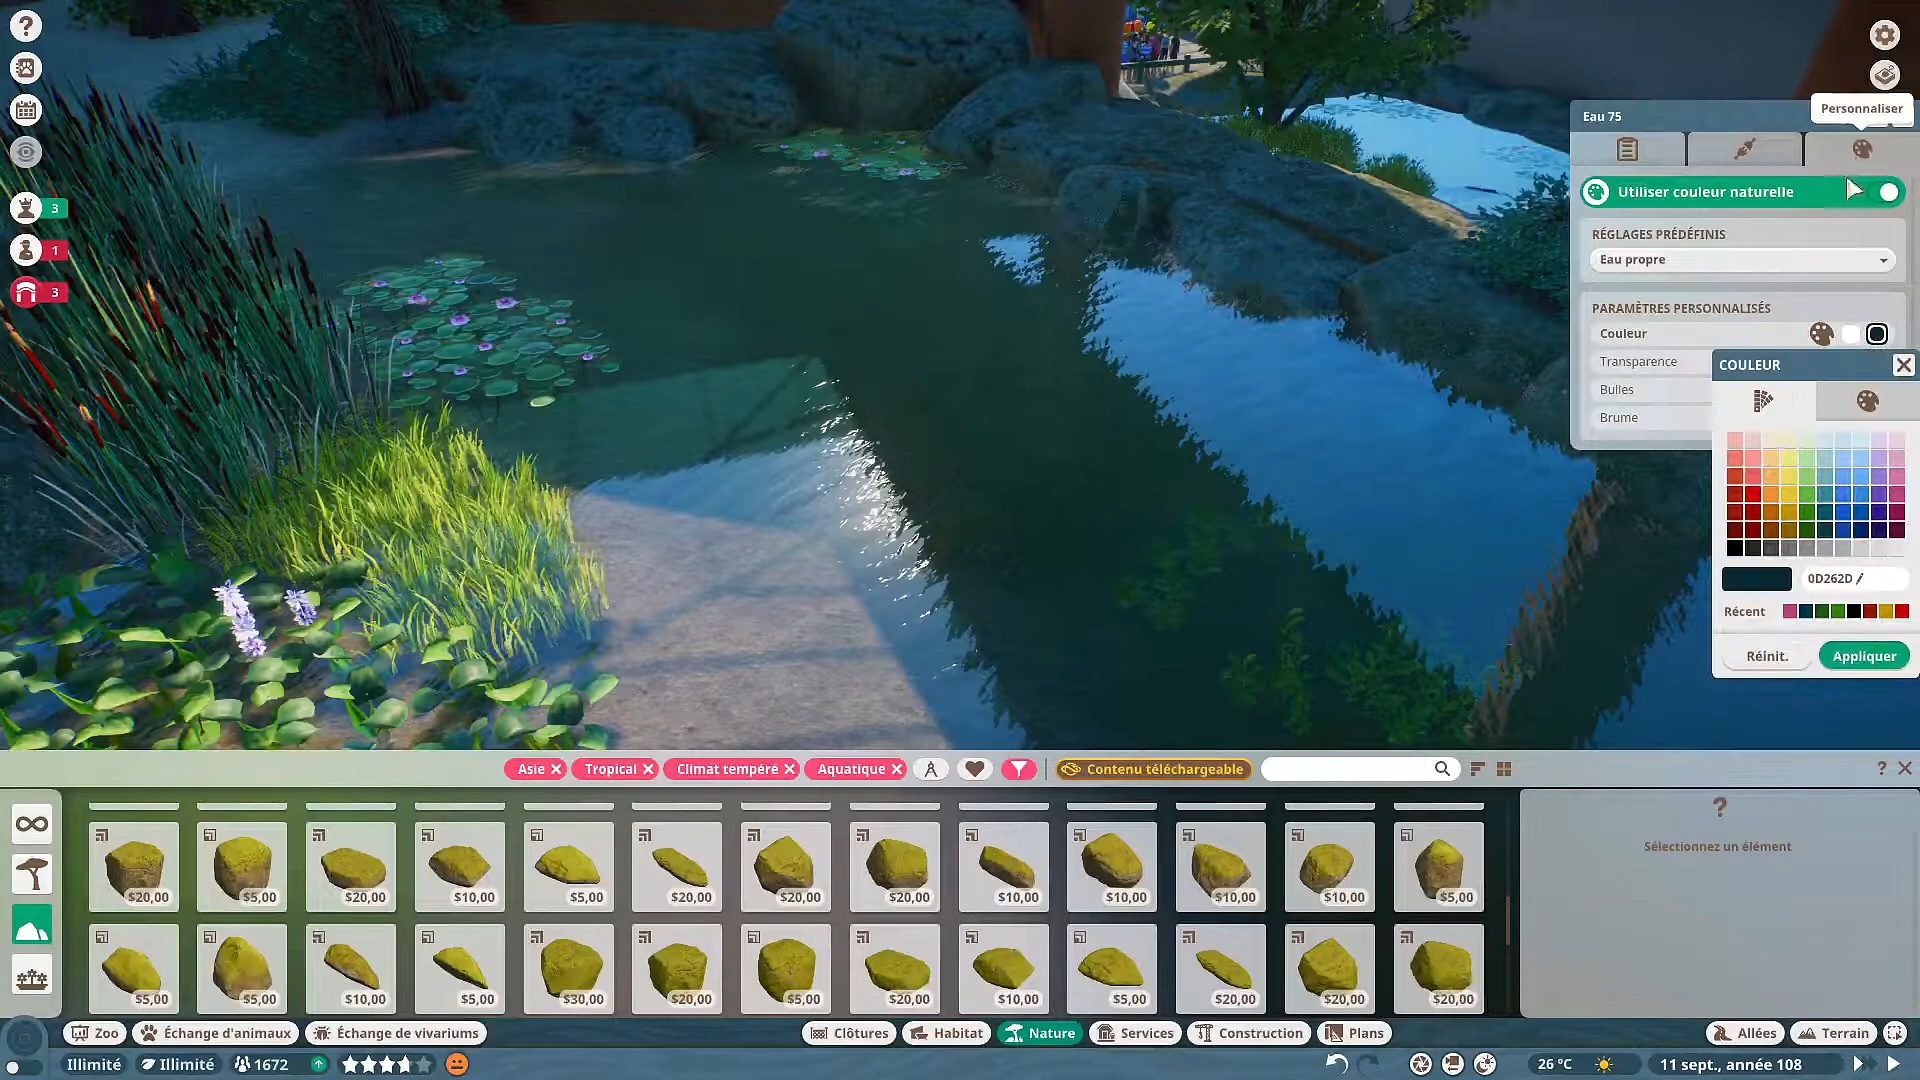 Personnaliser
Eau 75
Utiliser couleur naturelle
RÉGLAGES PRÉDÉFINIS
Eau propre
PARAMÈTRES PERSONNALISÉS
Couleur
Transparence
Bulles
Brume
COULEUR
0D262D
Récent
Réinit. Appliquer
3
1
3
Asie Tropical Climat tempéré Aquatique Contenu téléchargeable
$20,00 $5,00 $20,00 $10,00 $5,00 $20,00 $20,00 $20,00 $10,00 $10,00 $10,00 $10,00 $5,00
$5,00 $5,00 $10,00 $5,00 $30,00 $20,00 $5,00 $20,00 $10,00 $5,00 $20,00 $20,00 $20,00
?
Sélectionnez un élément
Zoo Échange d'animaux Échange de vivariums Clôtures Habitat Nature Services Construction Plans Allées Terrain
Illimité Illimité 1672 26 °C 11 sept., année 108